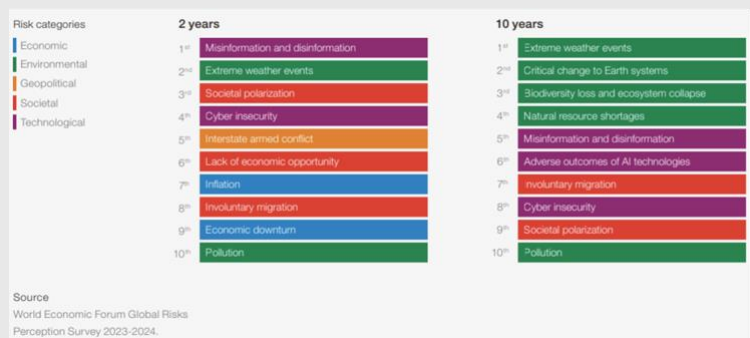 Risk categories
Economic
Environmental
Geopolitical
Societal
Technological
2 years
1st Misinformation and disinformation
2nd Extreme weather events
3rd Societal polarization
4th Cyber insecurity
5th Interstate armed conflict
6th Lack of economic opportunity
7th Inflation
8th Involuntary migration
9th Economic downturn
10th Pollution
10 years
1st Extreme weather events
2nd Critical change to Earth systems
3rd Biodiversity loss and ecosystem collapse
4th Natural resource shortages
5th Misinformation and disinformation
6th Adverse outcomes of AI technologies
7th Involuntary migration
8th Cyber insecurity
9th Societal polarization
10th Pollution
Source
World Economic Forum Global Risks
Perception Survey 2023-2024.